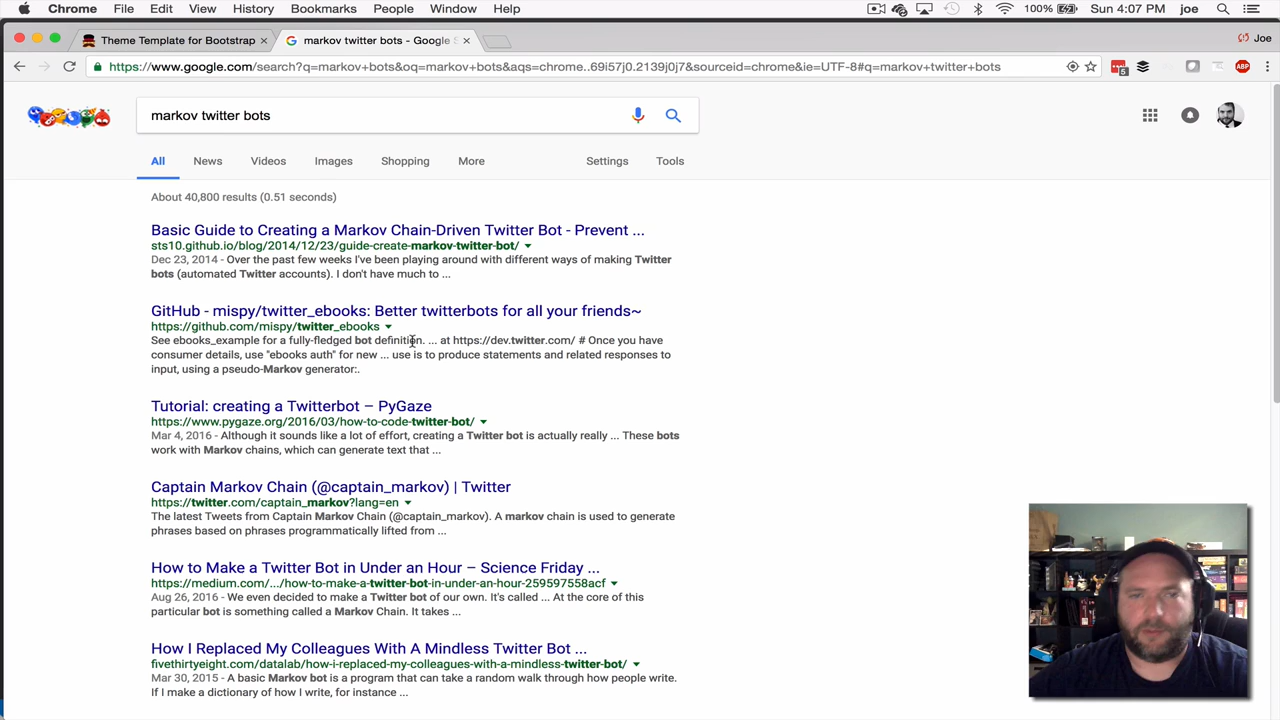 Chrome File Edit View History Bookmarks People Window Help 100% Sun 4:07 PM joe
Theme Template for Bootstrap markov twitter bots - Google S Joe
https://www.google.com/search?q=markov+bots&oq=markov+bots&aqs=chrome..69i57j0.2139j0j7&sourceid=chrome&ie=UTF-8#q=markov+twitter+bots 5 ABP
markov twitter bots
All News Videos Images Shopping More Settings Tools
About 40,800 results (0.51 seconds)
Basic Guide to Creating a Markov Chain-Driven Twitter Bot - Prevent ...
sts10.github.io/blog/2014/12/23/guide-create-markov-twitter-bot/
Dec 23, 2014 - Over the past few weeks I've been playing around with different ways of making Twitter
bots (automated Twitter accounts). I don't have much to ...
GitHub - mispy/twitter_ebooks: Better twitterbots for all your friends~
https://github.com/mispy/twitter_ebooks
See ebooks_example for a fully-fledged bot definition. ... at https://dev.twitter.com/ # Once you have
consumer details, use "ebooks auth" for new ... use is to produce statements and related responses to
input, using a pseudo-Markov generator:.
Tutorial: creating a Twitterbot – PyGaze
https://www.pygaze.org/2016/03/how-to-code-twitter-bot/
Mar 4, 2016 - Although it sounds like a lot of effort, creating a Twitter bot is actually really ... These bots
work with Markov chains, which can generate text that ...
Captain Markov Chain (@captain_markov) | Twitter
https://twitter.com/captain_markov?lang=en
The latest Tweets from Captain Markov Chain (@captain_markov). A markov chain is used to generate
phrases based on phrases programmatically lifted from ...
How to Make a Twitter Bot in Under an Hour – Science Friday ...
https://medium.com/.../how-to-make-a-twitter-bot-in-under-an-hour-259597558acf
Aug 26, 2016 - We even decided to make a Twitter bot of our own. It's called ... At the core of this
particular bot is something called a Markov Chain. It takes ...
How I Replaced My Colleagues With A Mindless Twitter Bot ...
fivethirtyeight.com/datalab/how-i-replaced-my-colleagues-with-a-mindless-twitter-bot/
Mar 30, 2015 - A basic Markov bot is a program that can take a random walk through how people write.
If I make a dictionary of how I write, for instance ...